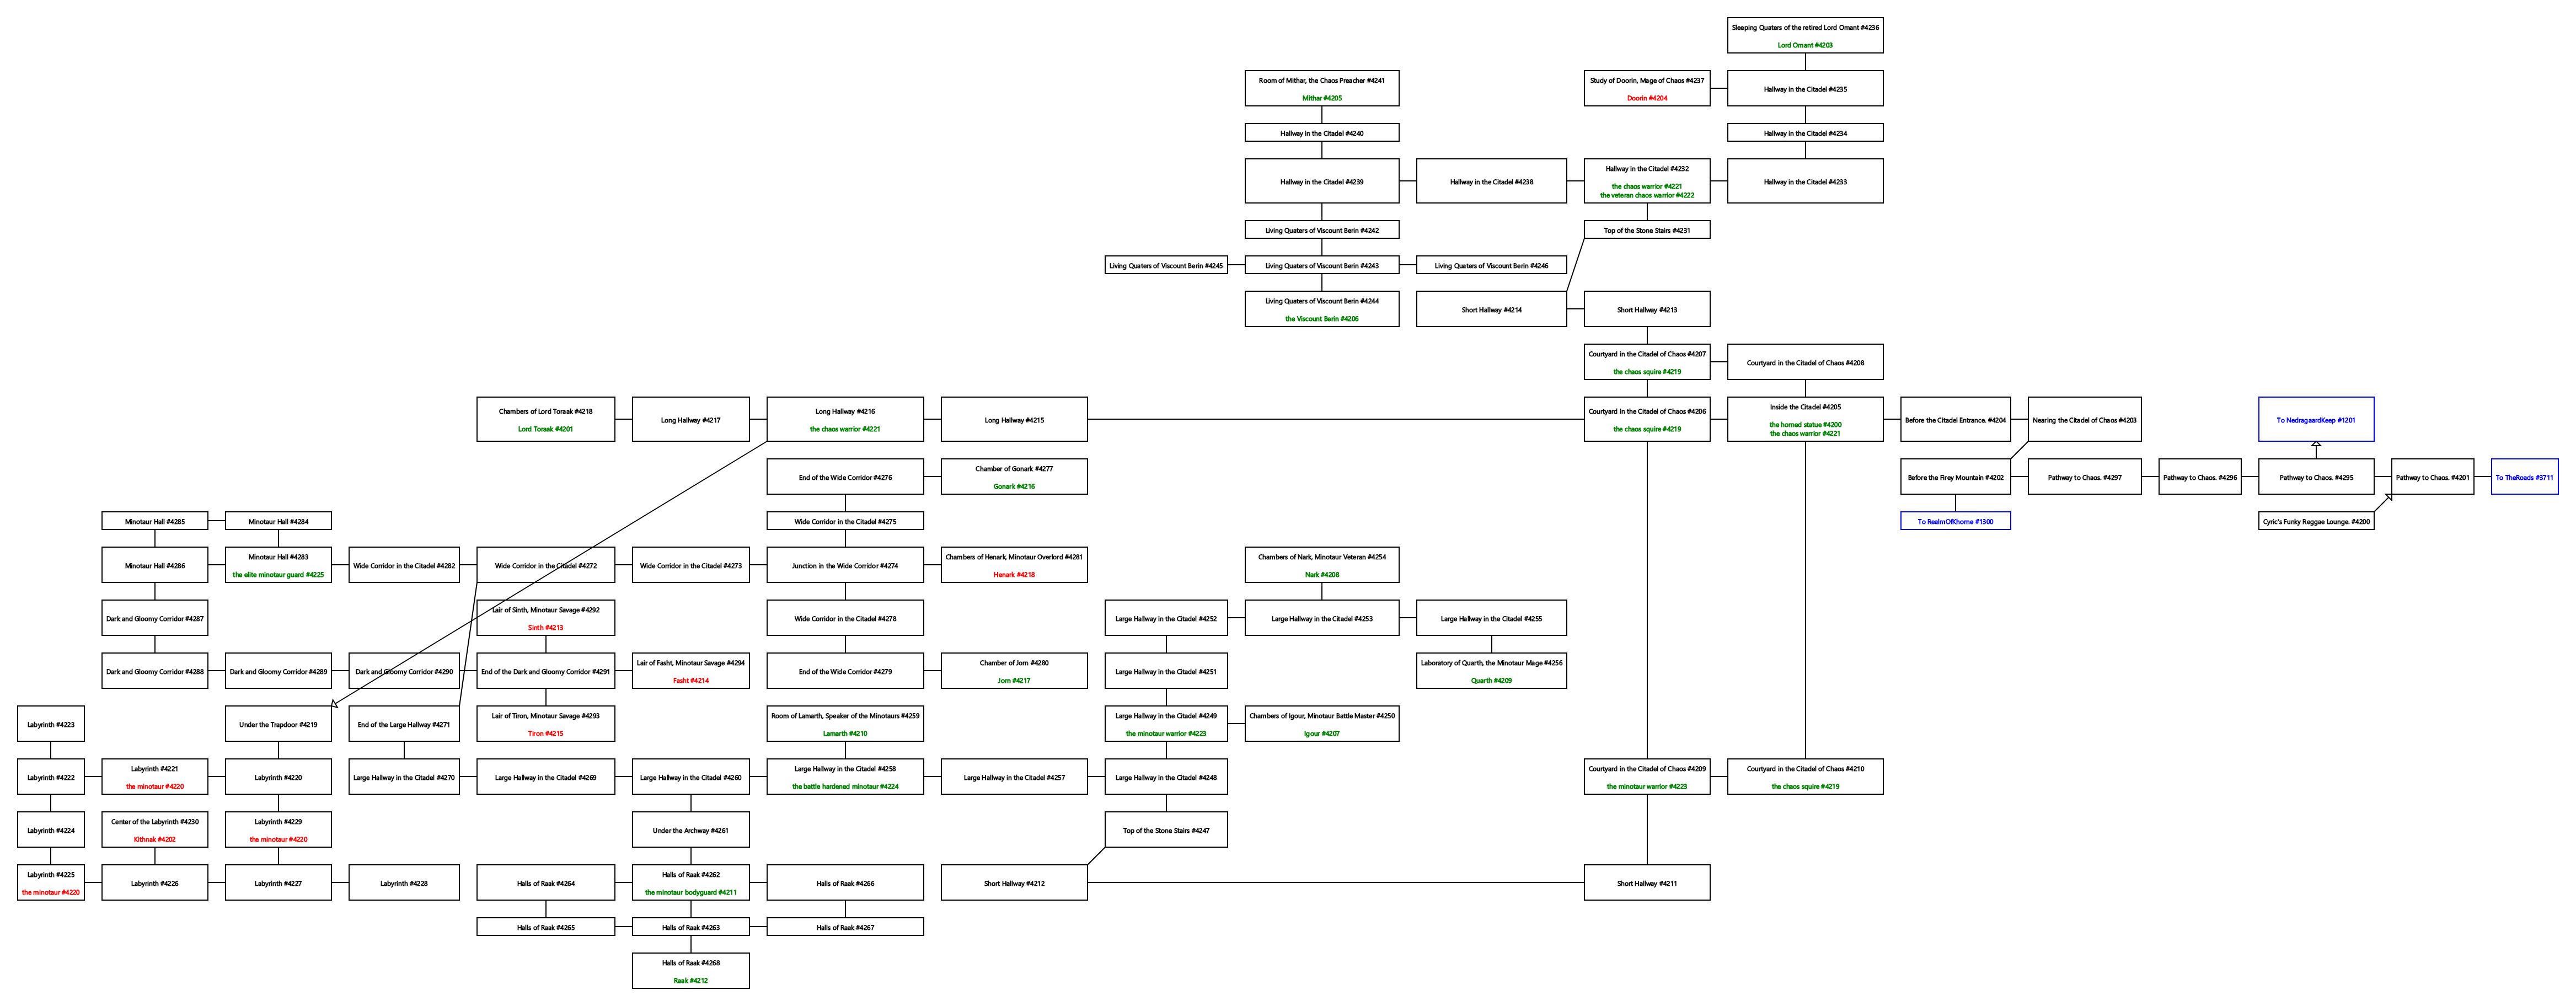 Sleeping Quaters of the retired Lord Omant #4236
Lord Omant #4203
Room of Mithar, the Chaos Preacher #4241
Mithar #4205
Study of Doorin, Mage of Chaos #4237
Doorin #4204
Hallway in the Citadel #4235
Hallway in the Citadel #4240
Hallway in the Citadel #4234
Hallway in the Citadel #4239
Hallway in the Citadel #4238
Hallway in the Citadel #4232
the chaos warrior #4221
the veteran chaos warrior #4222
Hallway in the Citadel #4233
Living Quaters of Viscount Berin #4242
Top of the Stone Stairs #4231
Living Quaters of Viscount Berin #4245
Living Quaters of Viscount Berin #4243
Living Quaters of Viscount Berin #4246
Living Quaters of Viscount Berin #4244
the Viscount Berin #4206
Short Hallway #4214
Short Hallway #4213
Courtyard in the Citadel of Chaos #4207
the chaos squire #4219
Courtyard in the Citadel of Chaos #4208
Chambers of Lord Toraak #4218
Lord Toraak #4201
Long Hallway #4217
Long Hallway #4216
the chaos warrior #4221
Long Hallway #4215
Courtyard in the Citadel of Chaos #4206
the chaos squire #4219
Inside the Citadel #4205
the horned statue #4200
the chaos warrior #4221
Before the Citadel Entrance. #4204
Nearing the Citadel of Chaos #4203
To NedragaardKeep #1201
End of the Wide Corridor #4276
Chamber of Gonark #4277
Gonark #4216
Before the Firey Mountain #4202
Pathway to Chaos. #4297
Pathway to Chaos. #4296
Pathway to Chaos. #4295
Pathway to Chaos. #4201
To TheRoads #3711
Minotaur Hall #4285
Minotaur Hall #4284
Wide Corridor in the Citadel #4275
To RealmOfKhorne #1300
Cyric's Funky Reggae Lounge. #4200
Minotaur Hall #4286
Minotaur Hall #4283
the elite minotaur guard #4225
Wide Corridor in the Citadel #4282
Wide Corridor in the Citadel #4272
Wide Corridor in the Citadel #4273
Junction in the Wide Corridor #4274
Chambers of Henark, Minotaur Overlord #4281
Henark #4218
Chambers of Nark, Minotaur Veteran #4254
Nark #4208
Dark and Gloomy Corridor #4287
Lair of Sinth, Minotaur Savage #4292
Sinth #4213
Wide Corridor in the Citadel #4278
Large Hallway in the Citadel #4252
Large Hallway in the Citadel #4253
Large Hallway in the Citadel #4255
Dark and Gloomy Corridor #4288
Dark and Gloomy Corridor #4289
Dark and Gloomy Corridor #4290
End of the Dark and Gloomy Corridor #4291
Lair of Fasht, Minotaur Savage #4294
Fasht #4214
End of the Wide Corridor #4279
Chamber of Jorn #4280
Jorn #4217
Large Hallway in the Citadel #4251
Laboratory of Quarth, the Minotaur Mage #4256
Quarth #4209
Labyrinth #4223
Under the Trapdoor #4219
End of the Large Hallway #4271
Lair of Tiron, Minotaur Savage #4293
Tiron #4215
Room of Lamarth, Speaker of the Minotaurs #4259
Lamarth #4210
Large Hallway in the Citadel #4249
the minotaur warrior #4223
Chambers of Igour, Minotaur Battle Master #4250
Igour #4207
Labyrinth #4222
Labyrinth #4221
the minotaur #4220
Labyrinth #4220
Large Hallway in the Citadel #4270
Large Hallway in the Citadel #4269
Large Hallway in the Citadel #4260
Large Hallway in the Citadel #4258
the battle hardened minotaur #4224
Large Hallway in the Citadel #4257
Large Hallway in the Citadel #4248
Courtyard in the Citadel of Chaos #4209
the minotaur warrior #4223
Courtyard in the Citadel of Chaos #4210
the chaos squire #4219
Labyrinth #4224
Center of the Labyrinth #4230
Kithnak #4202
Labyrinth #4229
the minotaur #4220
Under the Archway #4261
Top of the Stone Stairs #4247
Labyrinth #4225
the minotaur #4220
Labyrinth #4226
Labyrinth #4227
Labyrinth #4228
Halls of Raak #4264
Halls of Raak #4262
the minotaur bodyguard #4211
Halls of Raak #4266
Short Hallway #4212
Short Hallway #4211
Halls of Raak #4265
Halls of Raak #4263
Halls of Raak #4267
Halls of Raak #4268
Raak #4212